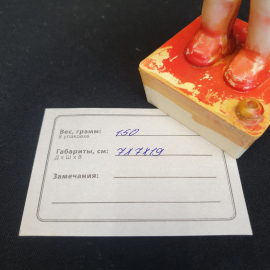 Вес, грамм: 150
В упаковке
Габариты, см: 7х7х19
Д х Ш х В
Замечания: